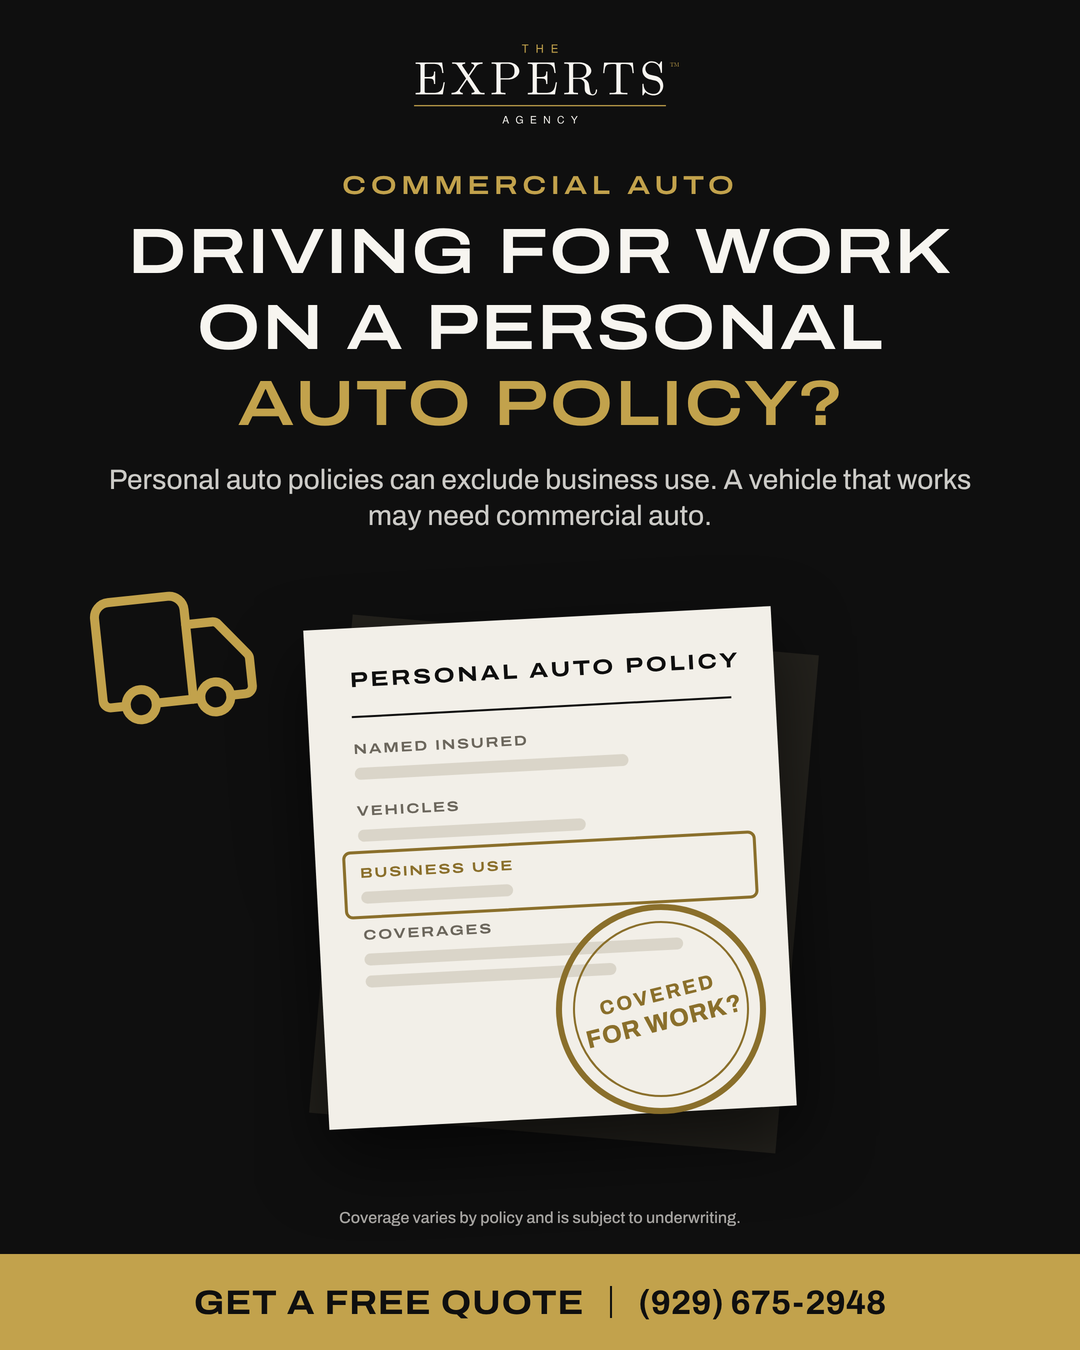 THE
EXPERTS™
AGENCY
COMMERCIAL AUTO
DRIVING FOR WORK
ON A PERSONAL
AUTO POLICY?
Personal auto policies can exclude business use. A vehicle that works
may need commercial auto.
PERSONAL AUTO POLICY
NAMED INSURED
VEHICLES
BUSINESS USE
COVERAGES
COVERED
FOR WORK?
Coverage varies by policy and is subject to underwriting.
GET A FREE QUOTE | (929) 675-2948